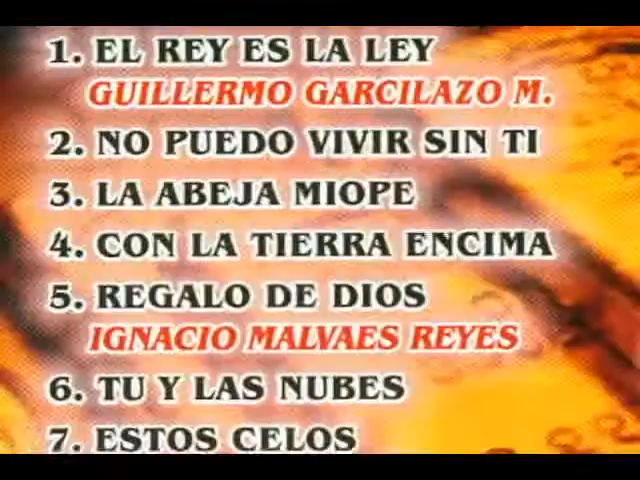 1. EL REY ES LA LEY
GUILLERMO GARCILAZO M.
2. NO PUEDO VIVIR SIN TI
3. LA ABEJA MIOPE
4. CON LA TIERRA ENCIMA
5. REGALO DE DIOS
IGNACIO MALVAES REYES
6. TU Y LAS NUBES
7. ESTOS CELOS